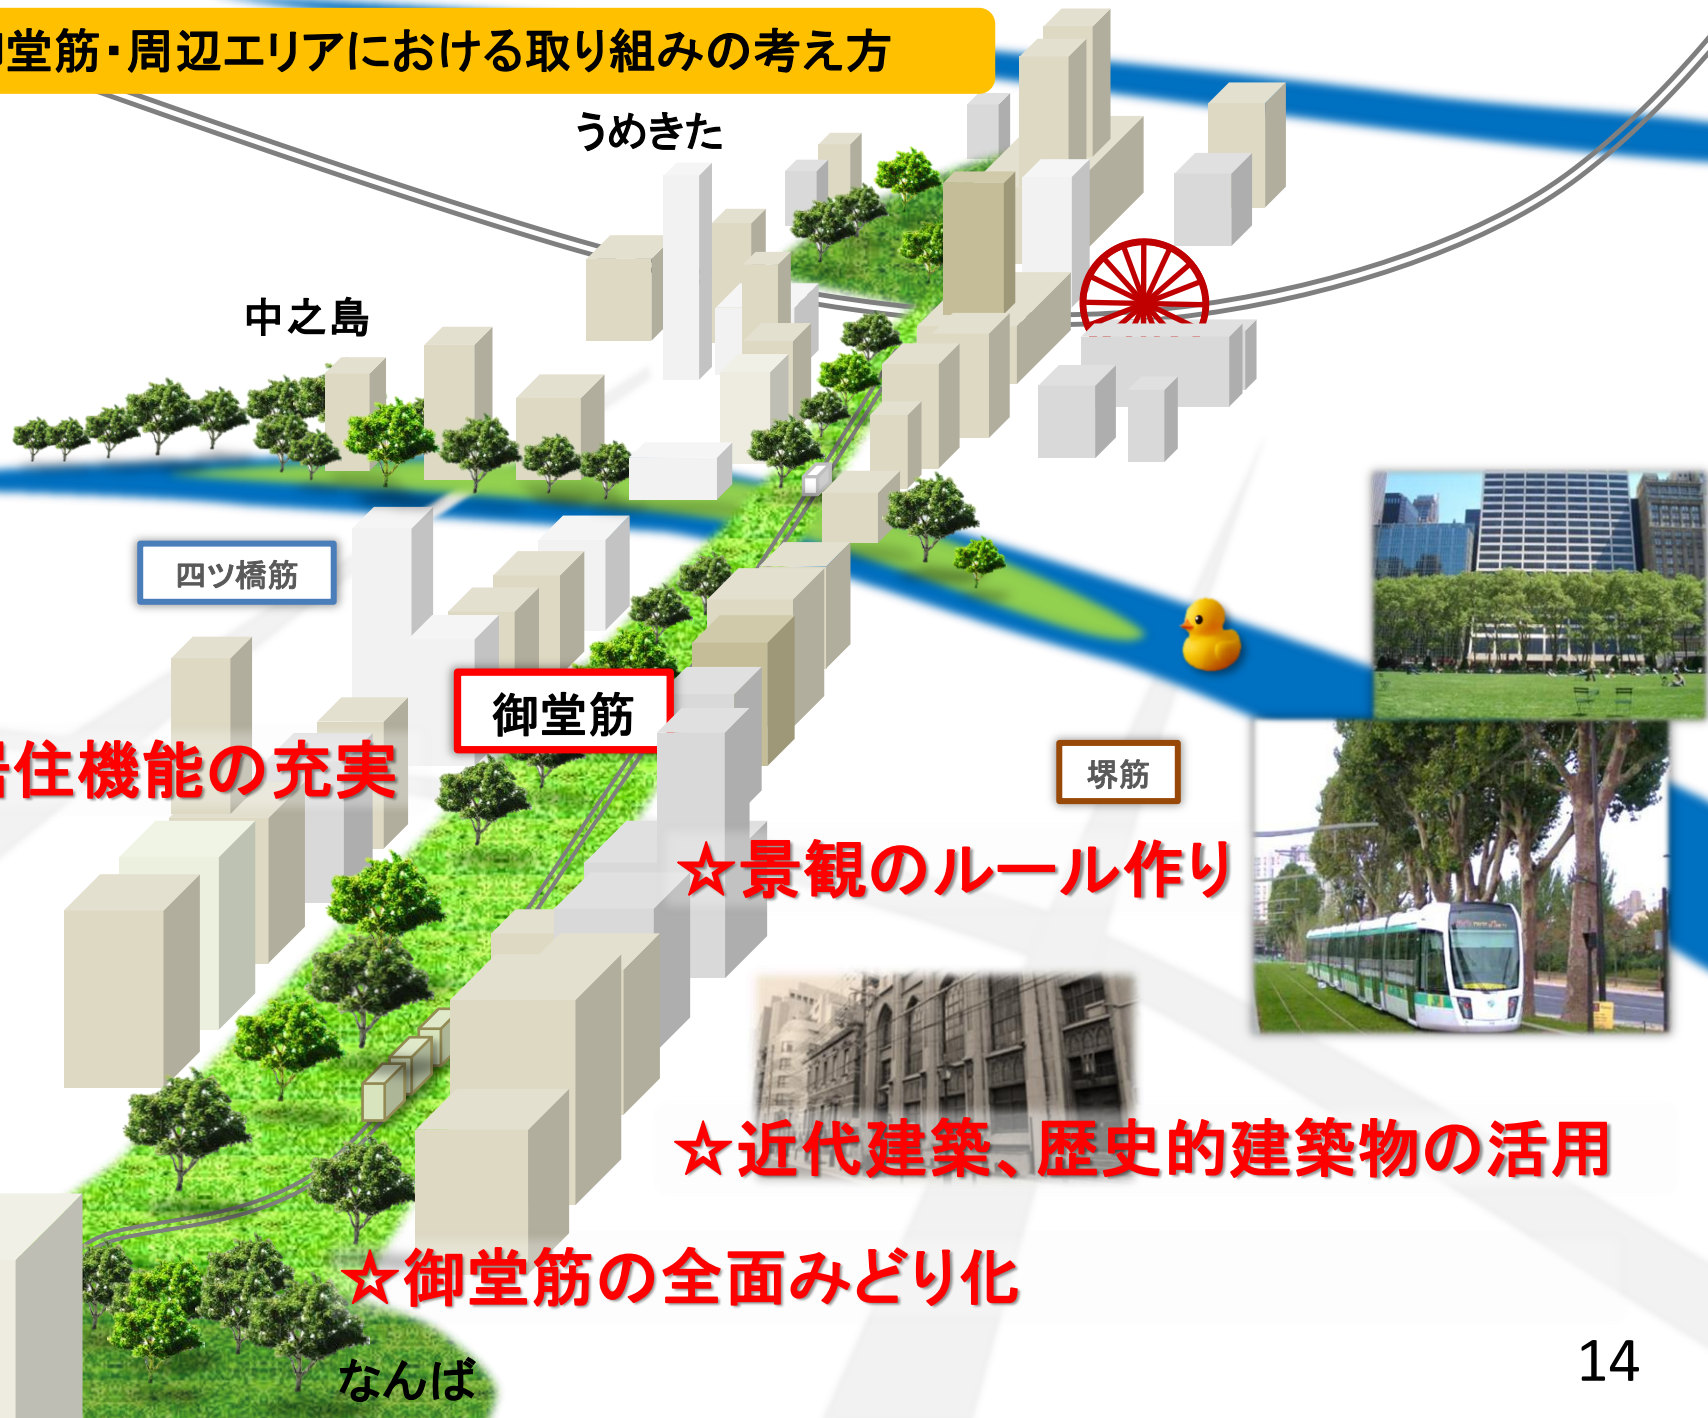 堂筋・周辺エリアにおける取り組みの考え方
うめきた
中之島
四ツ橋筋
御堂筋
住機能の充実
堺筋
☆景観のルール作り
☆近代建築、歴史的建築物の活用
☆御堂筋の全面みどり化
なんば
14